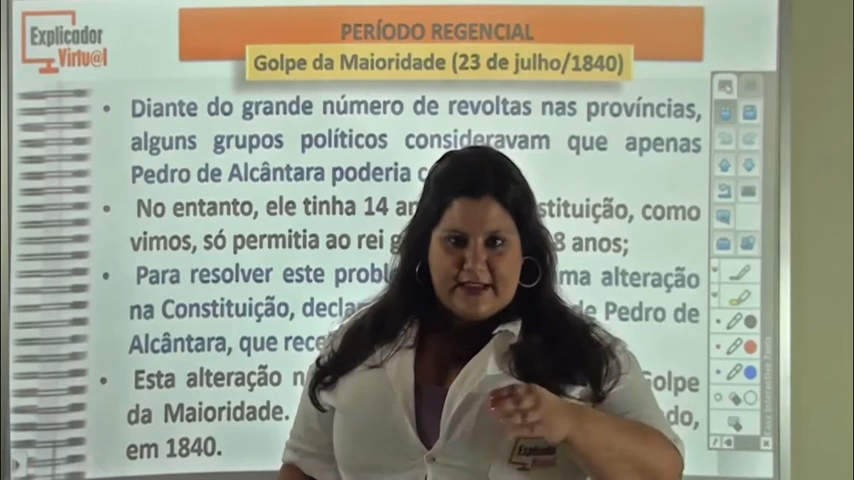 Explicador
Virtu@l
PERÍODO REGENCIAL
Golpe da Maioridade (23 de julho/1840)
• Diante do grande número de revoltas nas províncias,
alguns grupos políticos consideravam que apenas
Pedro de Alcântara poderia
• No entanto, ele tinha 14
como
vimos, só permitia ao rei
anos;
• Para resolver este
alteração
na Constituição,
de Pedro de
Alcântara, que
• Esta alteração
Golpe
da Maioridade.
em 1840.
Explicador